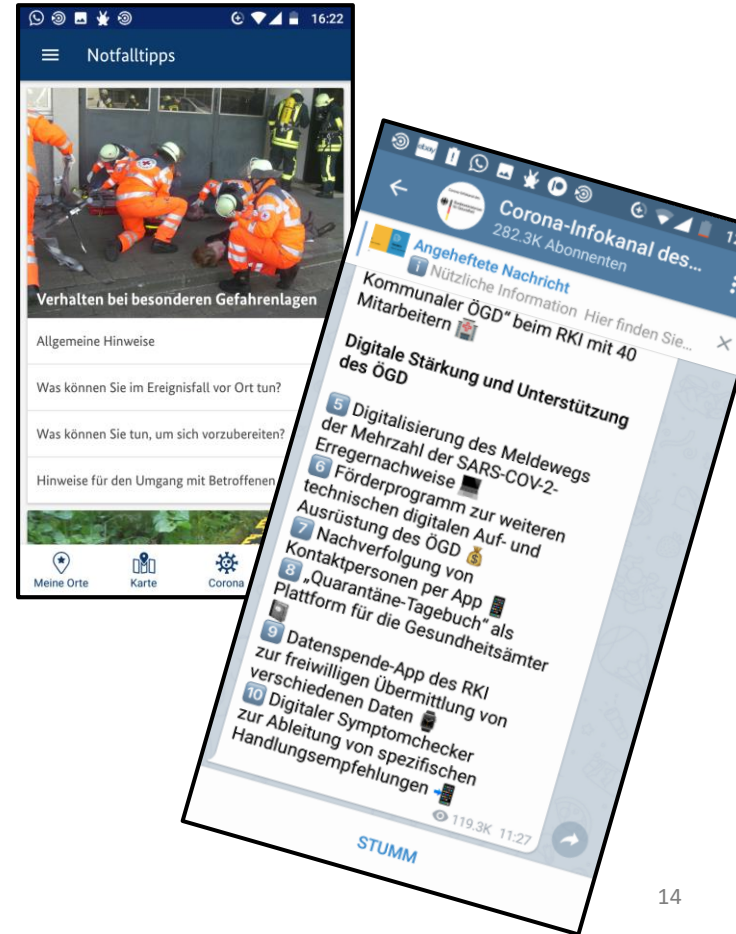 16:22
Notfalltipps
Verhalten bei besonderen Gefahrenlagen
Allgemeine Hinweise
Was können Sie im Ereignisfall vor Ort tun?
Was können Sie tun, um sich vorzubereiten?
Hinweise für den Umgang mit Betroffenen
Meine Orte
Karte
Corona
ebay
Corona-Infokanal des...
282.3K Abonnenten
Angeheftete Nachricht
Nützliche Information Hier finden Sie...
Kommunaler ÖGD“ beim RKI mit 40
Mitarbeitern 🏥
Digitale Stärkung und Unterstützung
des ÖGD
5️⃣ Digitalisierung des Meldewegs
der Mehrzahl der SARS-COV-2-
Erregernachweise 💻
6️⃣ Förderprogramm zur weiteren
technischen digitalen Auf- und
Ausrüstung des ÖGD 💰
7️⃣ Nachverfolgung von
Kontaktpersonen per App 📱
8️⃣ „Quarantäne-Tagebuch“ als
Plattform für die Gesundheitsämter
9️⃣ Datenspende-App des RKI
zur freiwilligen Übermittlung von
verschiedenen Daten ⌚
🔟 Digitaler Symptomchecker
zur Ableitung von spezifischen
Handlungsempfehlungen 📲
119.3K 11:27
STUMM
14